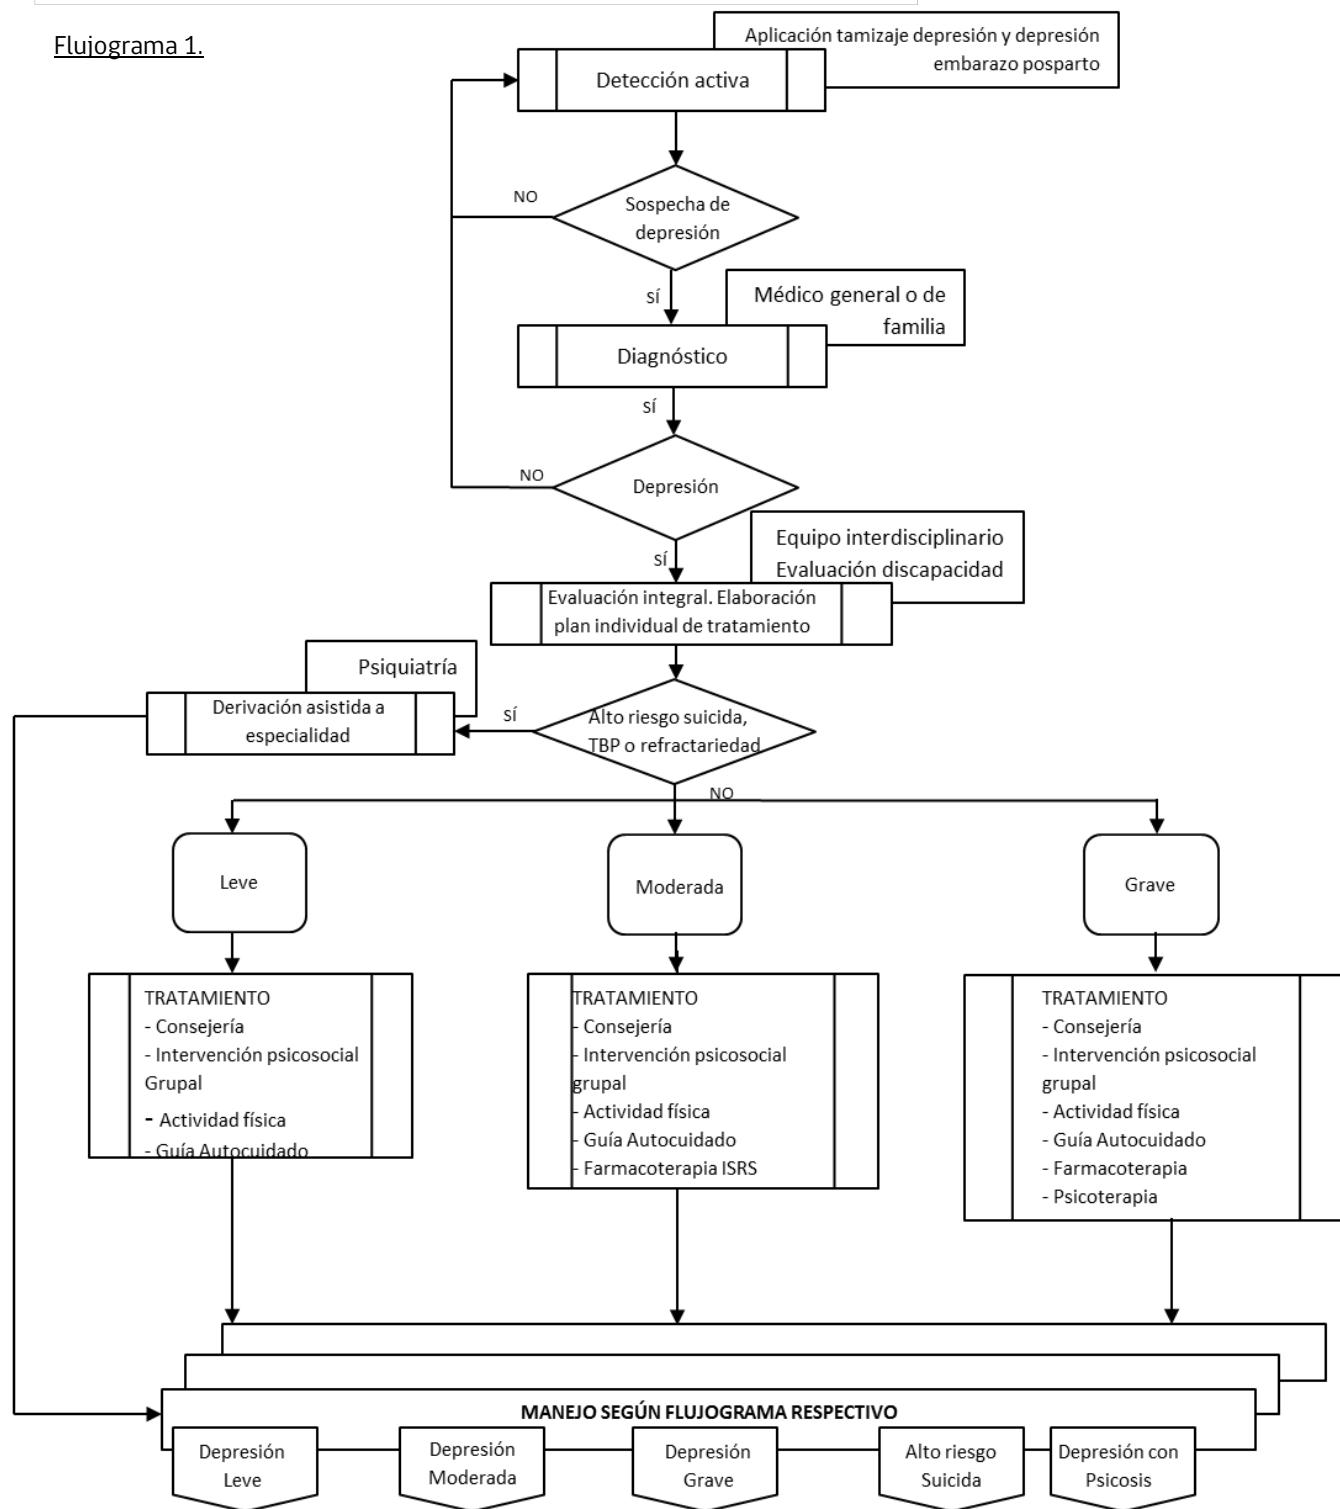 Flujograma 1.
Aplicación tamizaje depresión y depresión
embarazo posparto
Detección activa
NO
Sospecha de
depresión
SÍ
Médico general o de
familia
Diagnóstico
SÍ
NO
Depresión
Equipo interdisciplinario
Evaluación discapacidad
SÍ
Evaluación integral. Elaboración
plan individual de tratamiento
Psiquiatría
Derivación asistida a
especialidad
SÍ
Alto riesgo suicida,
TBP o refractariedad
NO
Leve
Moderada
Grave
TRATAMIENTO
- Consejería
- Intervención psicosocial
Grupal
- Actividad física
- Guía Autocuidado
TRATAMIENTO
- Consejería
- Intervención psicosocial
grupal
- Actividad física
- Guía Autocuidado
- Farmacoterapia ISRS
TRATAMIENTO
- Consejería
- Intervención psicosocial
grupal
- Actividad física
- Guía Autocuidado
- Farmacoterapia
- Psicoterapia
MANEJO SEGÚN FLUJOGRAMA RESPECTIVO
Depresión
Leve
Depresión
Moderada
Depresión
Grave
Alto riesgo
Suicida
Depresión con
Psicosis